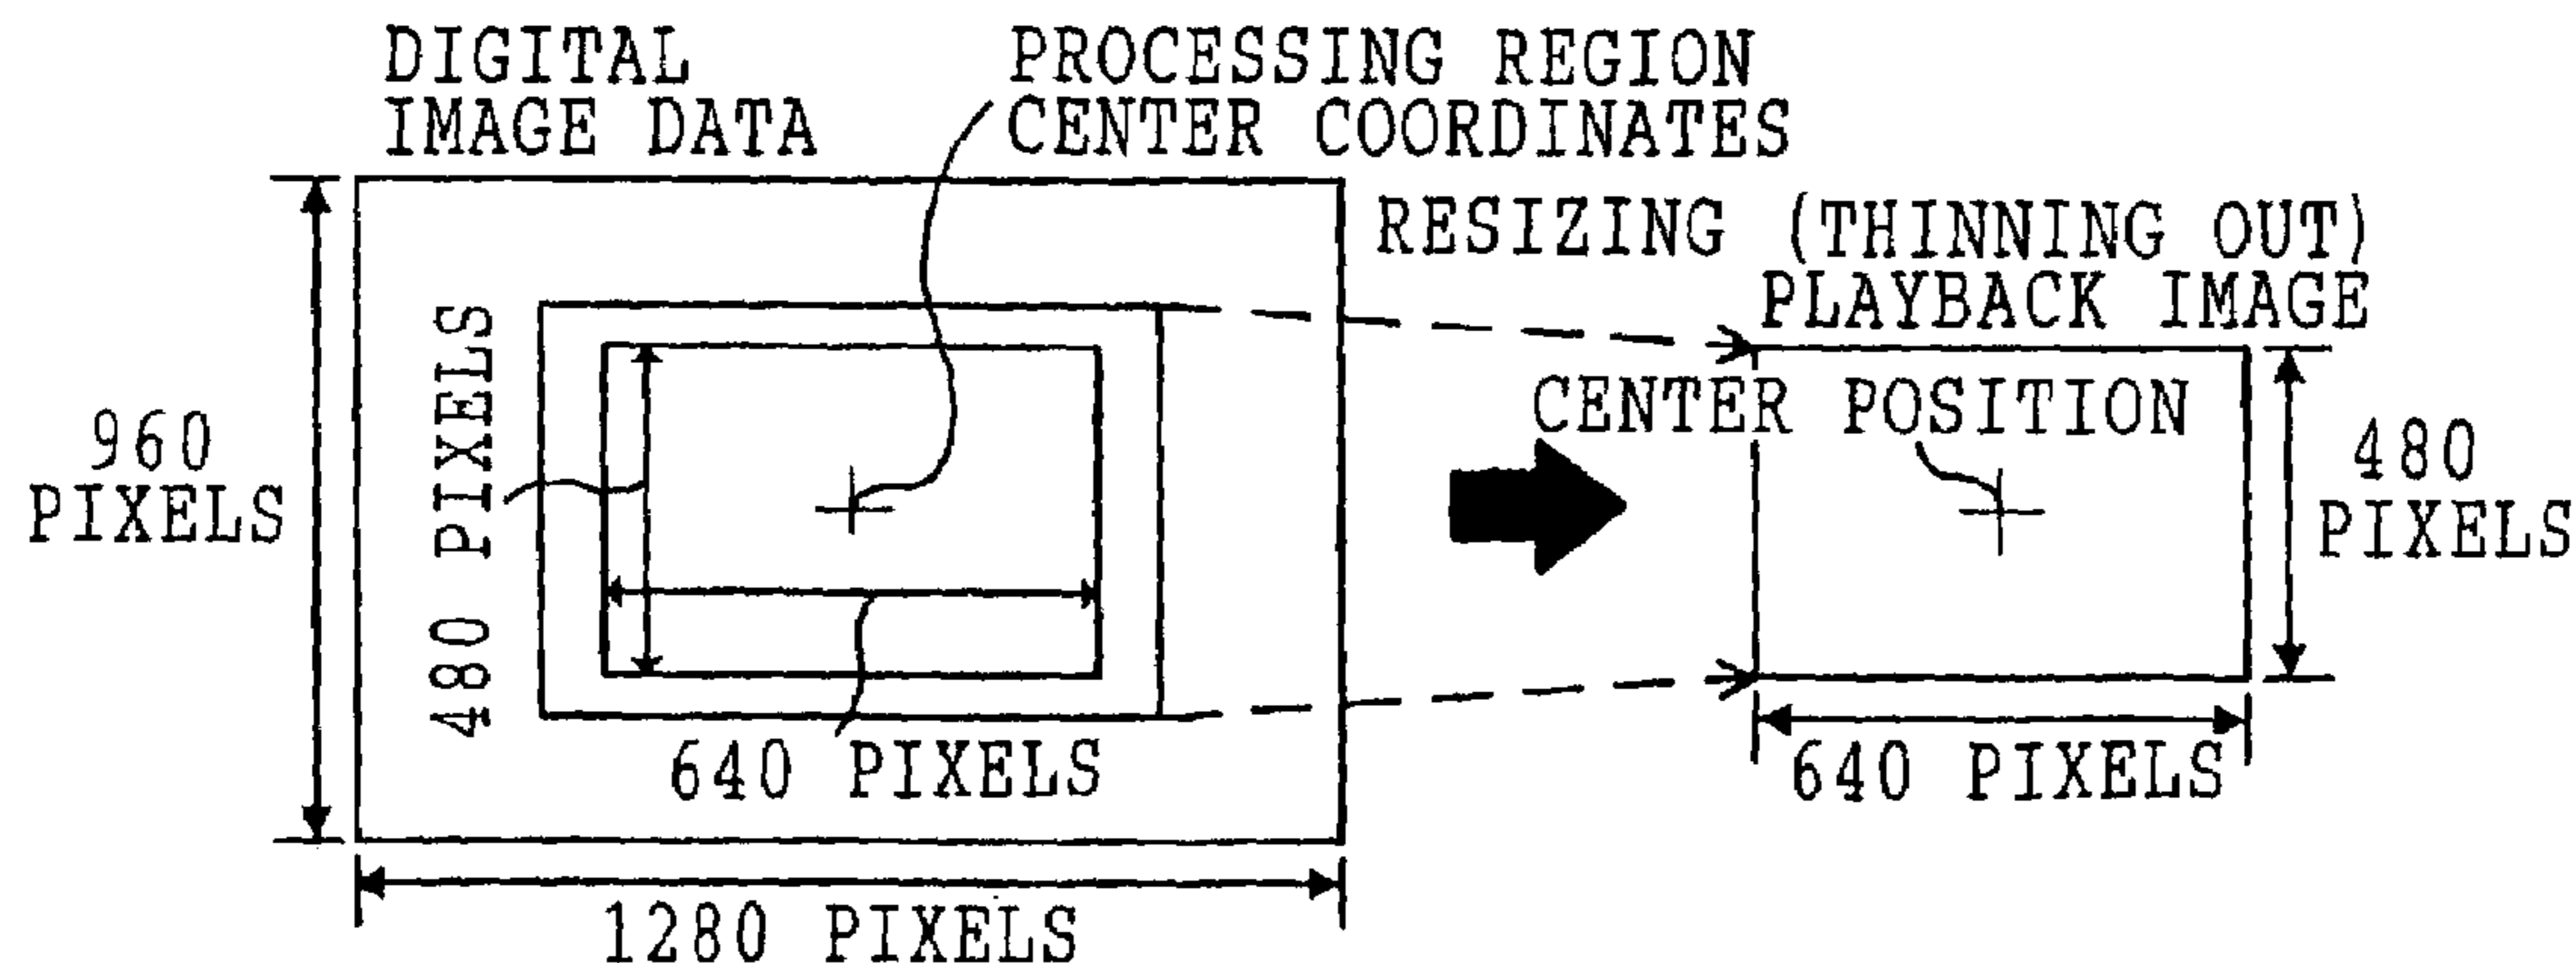 DIGITAL
IMAGE DATA
PROCESSING REGION
CENTER COORDINATES
RESIZING (THINNING OUT)
PLAYBACK IMAGE
CENTER POSITION
960
PIXELS
480 PIXELS
640 PIXELS
1280 PIXELS
480
PIXELS
640 PIXELS